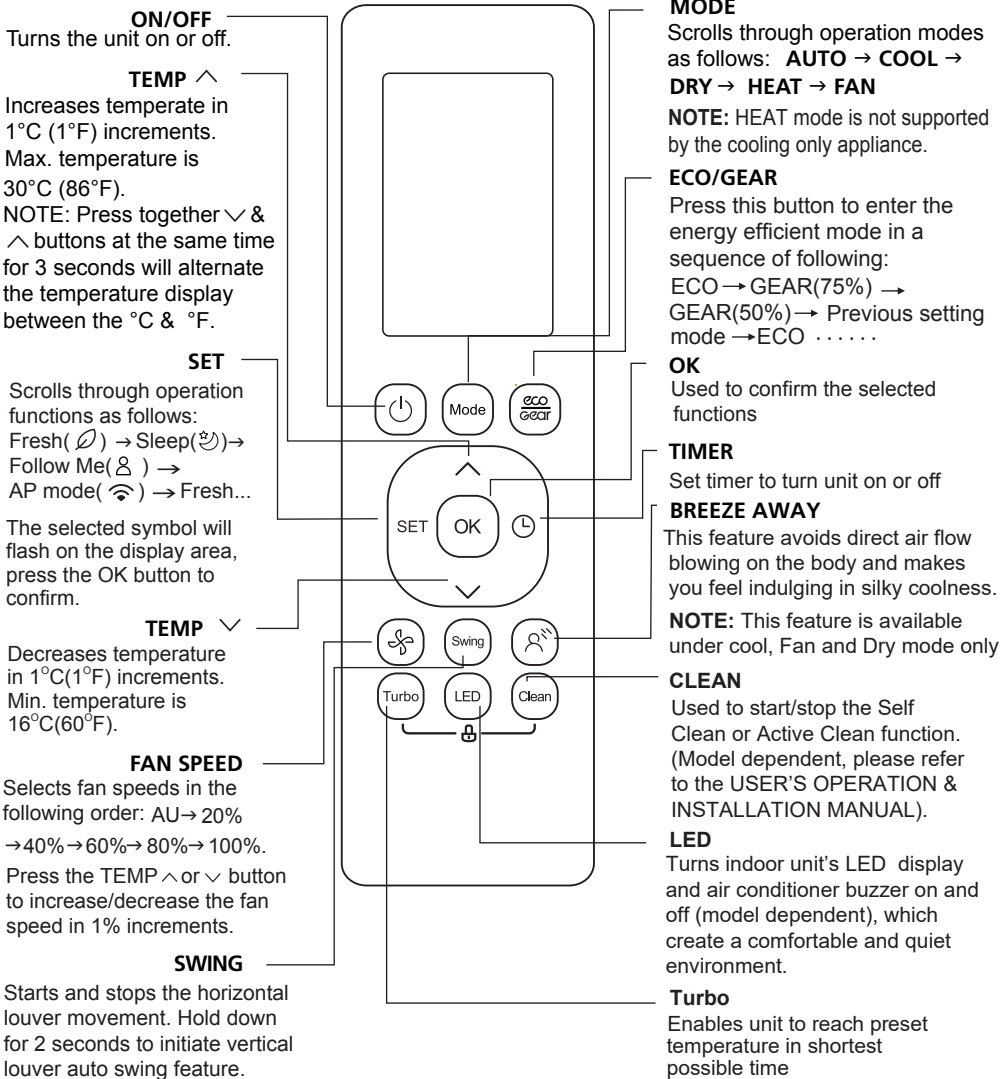 ON/OFF
Turns the unit on or off.
TEMP ︿
Increases temperate in
1°C (1°F) increments.
Max. temperature is
30°C (86°F).
NOTE: Press together ﹀ &
︿ buttons at the same time
for 3 seconds will alternate
the temperature display
between the °C & °F.
SET
Scrolls through operation
functions as follows:
Fresh( ) → Sleep( ) →
Follow Me( ) →
AP mode( ) → Fresh...
The selected symbol will
flash on the display area,
press the OK button to
confirm.
TEMP ﹀
Decreases temperature
in 1°C(1°F) increments.
Min. temperature is
16°C(60°F).
FAN SPEED
Selects fan speeds in the
following order: AU→ 20%
→40%→60%→ 80%→ 100%.
Press the TEMP ︿ or ﹀ button
to increase/decrease the fan
speed in 1% increments.
SWING
Starts and stops the horizontal
louver movement. Hold down
for 2 seconds to initiate vertical
louver auto swing feature.
Mode
eco
Gear
SET
OK
Swing
Turbo
LED
Clean
MODE
Scrolls through operation modes
as follows: AUTO → COOL →
DRY → HEAT → FAN
NOTE: HEAT mode is not supported
by the cooling only appliance.
ECO/GEAR
Press this button to enter the
energy efficient mode in a
sequence of following:
ECO → GEAR(75%) →
GEAR(50%) → Previous setting
mode → ECO ······
OK
Used to confirm the selected
functions
TIMER
Set timer to turn unit on or off
BREEZE AWAY
This feature avoids direct air flow
blowing on the body and makes
you feel indulging in silky coolness.
NOTE: This feature is available
under cool, Fan and Dry mode only
CLEAN
Used to start/stop the Self
Clean or Active Clean function.
(Model dependent, please refer
to the USER'S OPERATION &
INSTALLATION MANUAL).
LED
Turns indoor unit's LED display
and air conditioner buzzer on and
off (model dependent), which
create a comfortable and quiet
environment.
Turbo
Enables unit to reach preset
temperature in shortest
possible time